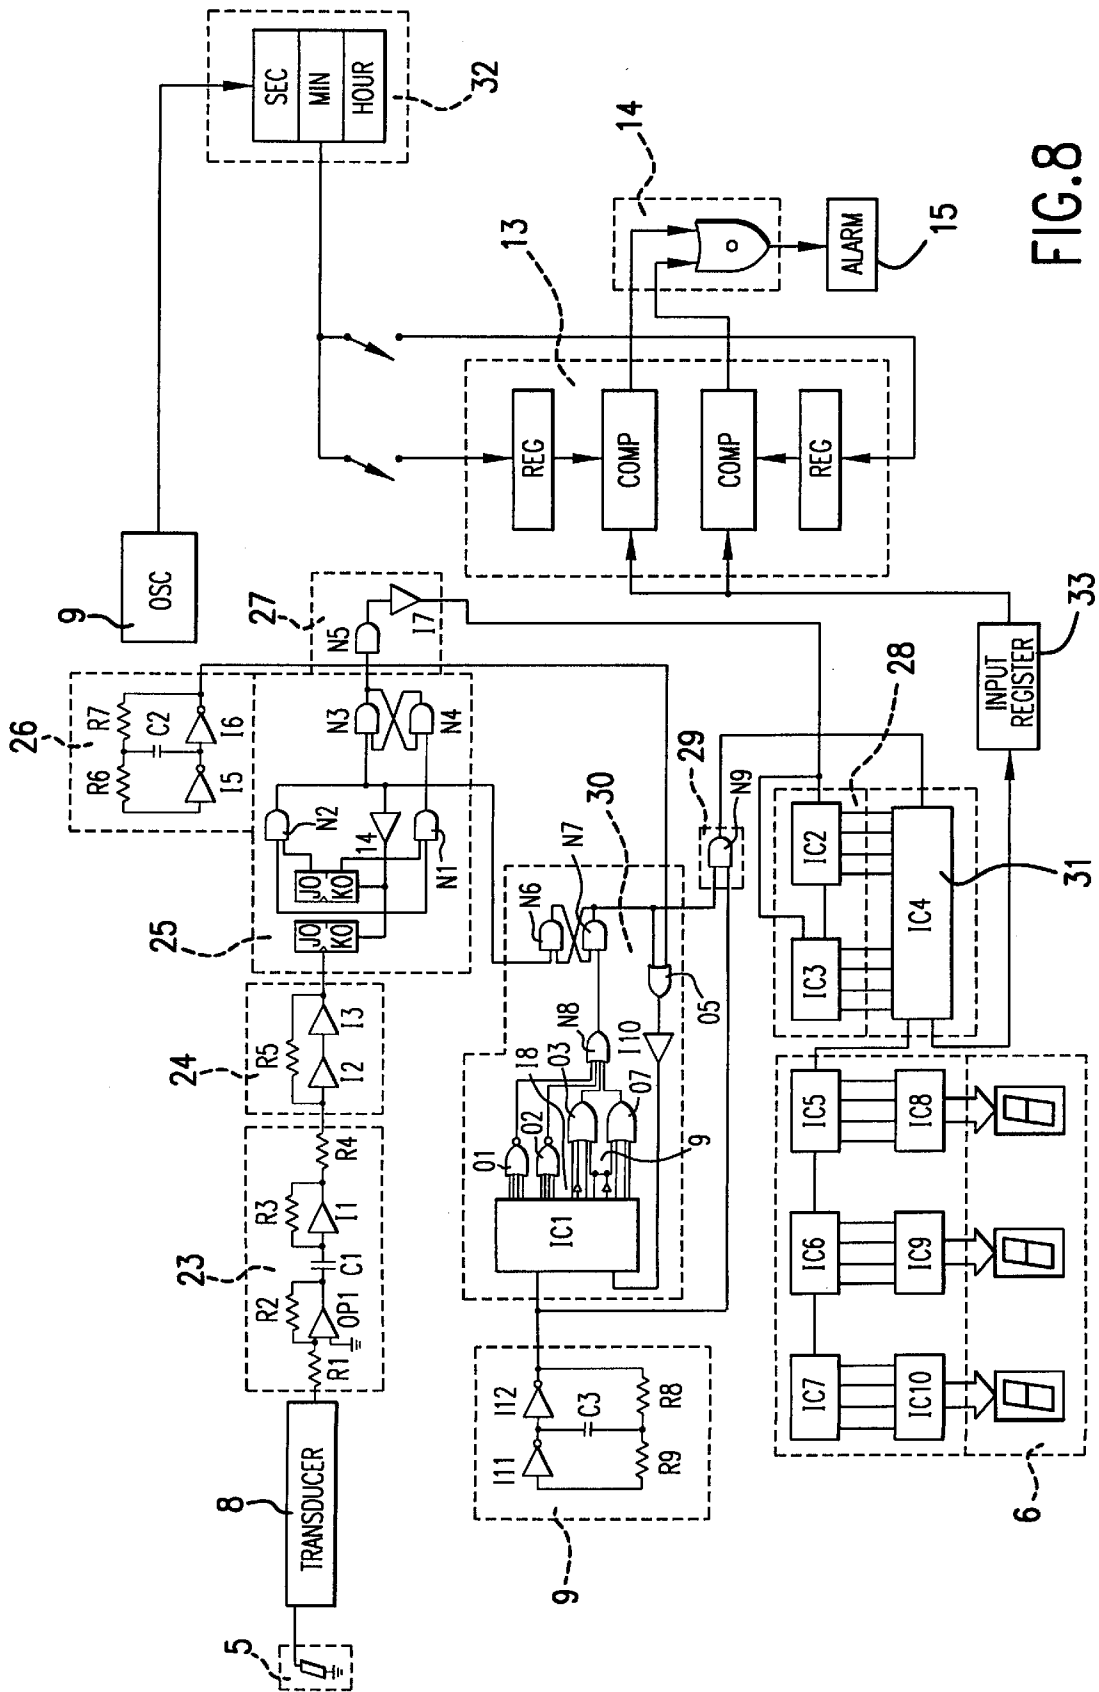 5
8
TRANSDUCER
23
R1
R2
OP1
C1
R3
I1
R4
24
R5
I2
I3
25
JO
KO
JO
KO
N2
14
N1
N3
N4
26
R6
R7
C2
I5
I6
27
N5
I7
9
OSC
SEC
MIN
HOUR
32
9
I11
I12
C3
R9
R8
IC1
O1
O2
I8
O3
N8
O7
9
I10
O5
N6
N7
30
29
N9
13
REG
COMP
COMP
REG
14
O
ALARM
15
6
IC7
IC10
IC6
IC9
IC5
IC8
IC3
IC2
28
IC4
31
INPUT
REGISTER
33
FIG.8